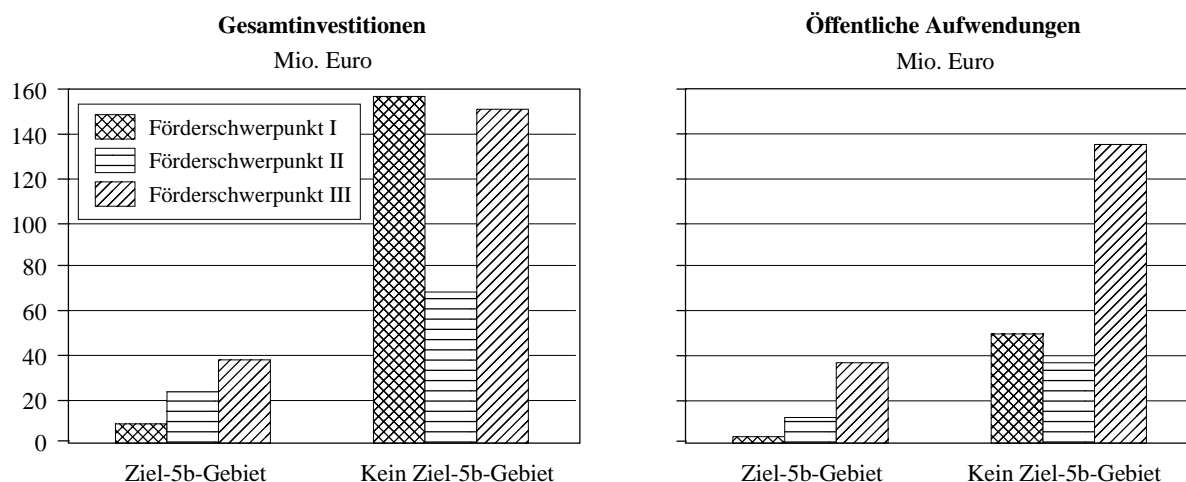 Gesamtinvestitionen
Mio. Euro
160
140
120
100
80
60
40
20
0
Förderschwerpunkt I
Förderschwerpunkt II
Förderschwerpunkt III
Ziel-5b-Gebiet
Kein Ziel-5b-Gebiet
Öffentliche Aufwendungen
Mio. Euro
Ziel-5b-Gebiet
Kein Ziel-5b-Gebiet